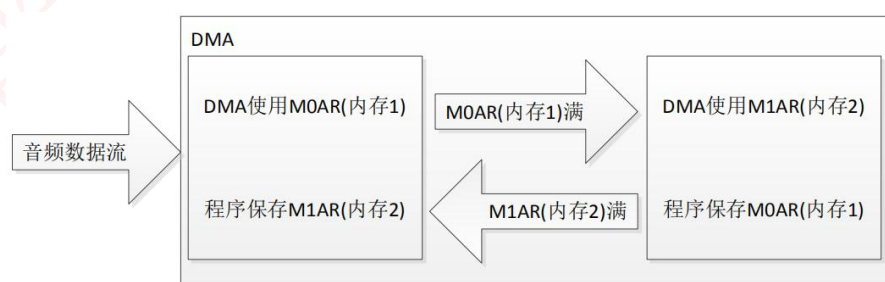 DMA
DMA使用M0AR(内存1)
M0AR(内存1)满
DMA使用M1AR(内存2)
音频数据流
程序保存M1AR(内存2)
M1AR(内存2)满
程序保存M0AR(内存1)